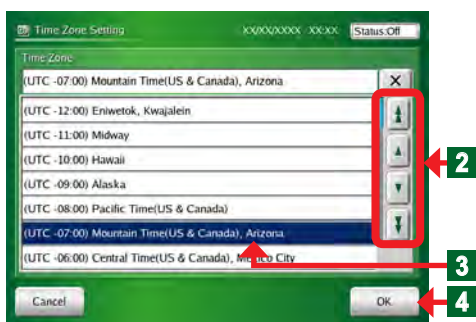 Time Zone Setting XX/XX/XXXX XX:XX Status:Off
Time Zone
(UTC -07:00) Mountain Time(US & Canada), Arizona X
(UTC -12:00) Eniwetok, Kwajalein
(UTC -11:00) Midway
(UTC -10:00) Hawaii
2
(UTC -09:00) Alaska
(UTC -08:00) Pacific Time(US & Canada)
(UTC -07:00) Mountain Time(US & Canada), Arizona
(UTC -06:00) Central Time(US & Canada), Mexico City
3
Cancel OK 4